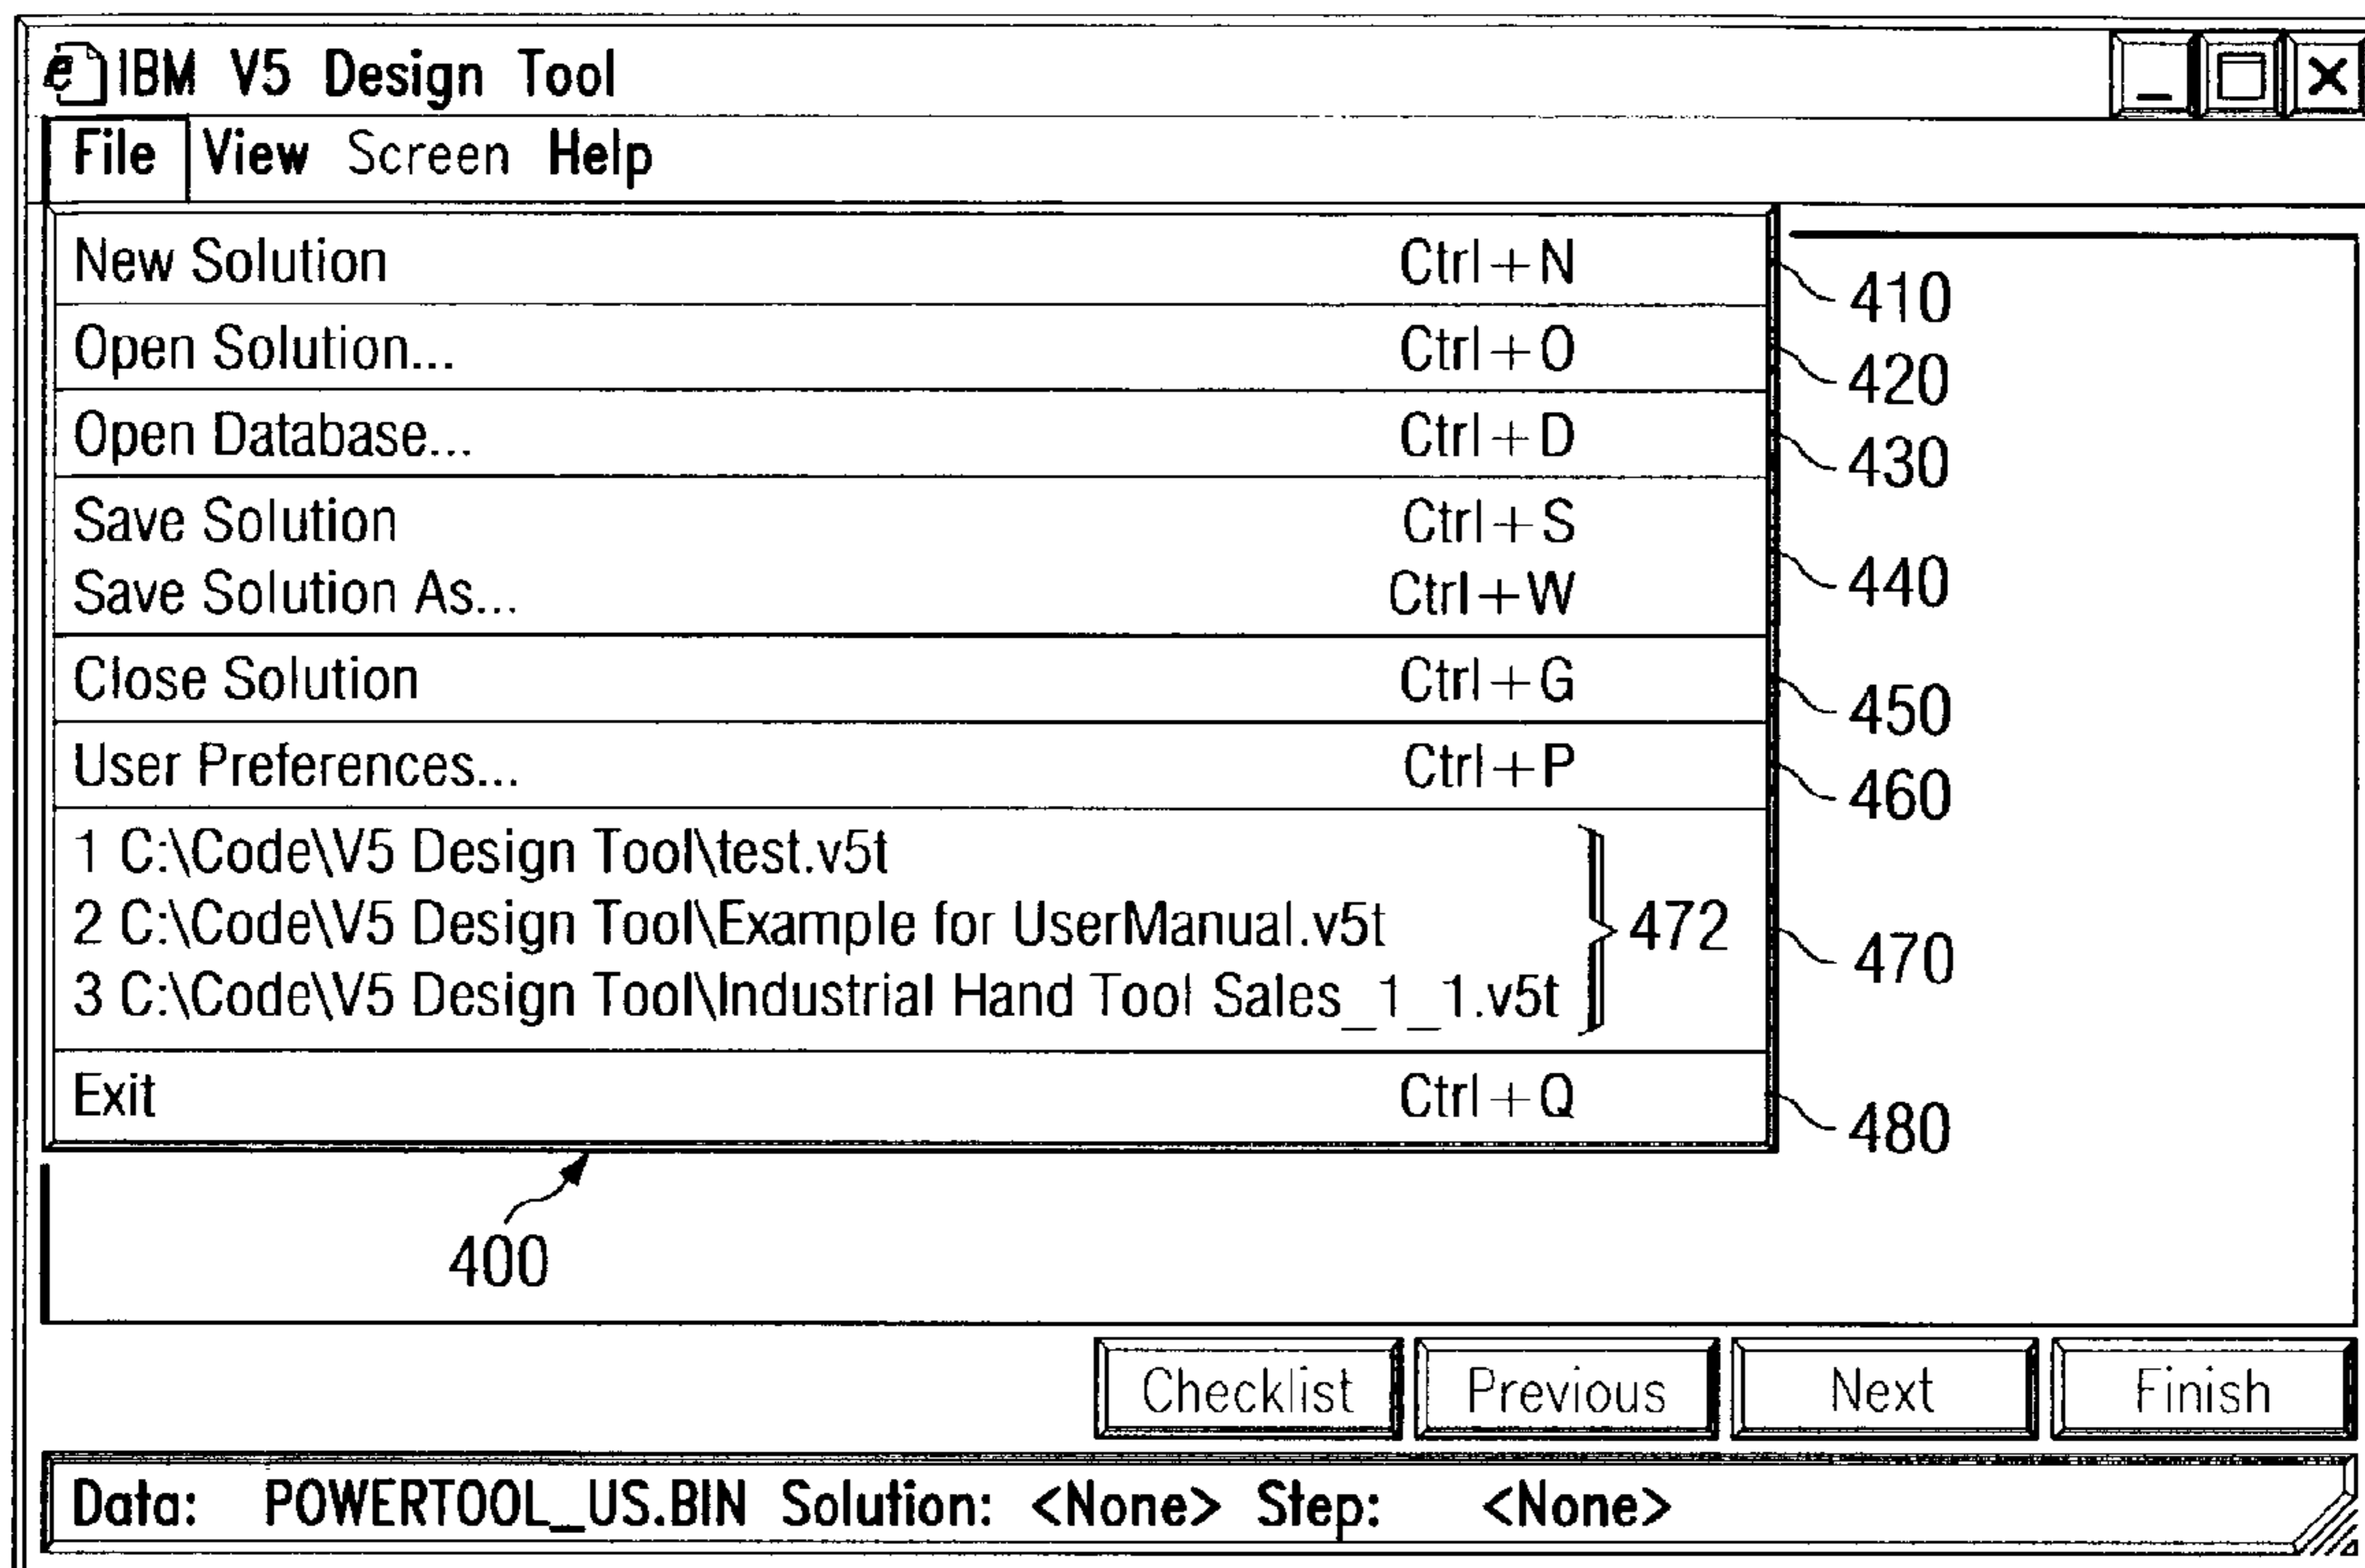 IBM V5 Design Tool
File View Screen Help
New Solution Ctrl+N
410
Open Solution... Ctrl+O
420
Open Database... Ctrl+D
430
Save Solution Ctrl+S
Save Solution As... Ctrl+W
440
Close Solution Ctrl+G
450
User Preferences... Ctrl+P
460
1 C:\Code\V5 Design Tool\test.v5t
2 C:\Code\V5 Design Tool\Example for UserManual.v5t
3 C:\Code\V5 Design Tool\Industrial Hand Tool Sales_1_1.v5t
472
470
Exit Ctrl+Q
480
400
Checklist Previous Next Finish
Data: POWERTOOL_US.BIN Solution: <None> Step: <None>